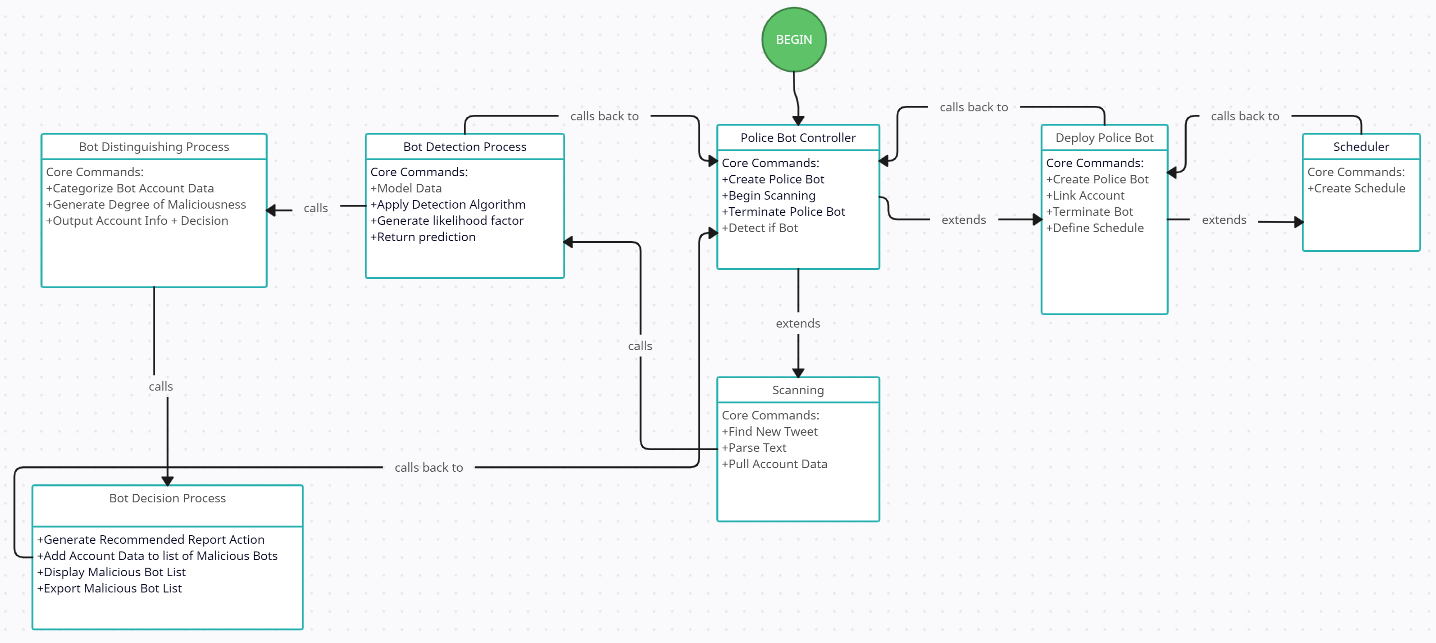 BEGIN
calls back to
calls back to
calls back to
Bot Distinguishing Process
Core Commands:
+Categorize Bot Account Data
+Generate Degree of Maliciousness
+Output Account Info + Decision
calls
Bot Detection Process
Core Commands:
+Model Data
+Apply Detection Algorithm
+Generate likelihood factor
+Return prediction
Police Bot Controller
Core Commands:
+Create Police Bot
+Begin Scanning
+Terminate Police Bot
+Detect if Bot
extends
Deploy Police Bot
Core Commands:
+Create Police Bot
+Link Account
+Terminate Bot
+Define Schedule
extends
Scheduler
Core Commands:
+Create Schedule
extends
calls
calls
Scanning
Core Commands:
+Find New Tweet
+Parse Text
+Pull Account Data
calls back to
Bot Decision Process
+Generate Recommended Report Action
+Add Account Data to list of Malicious Bots
+Display Malicious Bot List
+Export Malicious Bot List